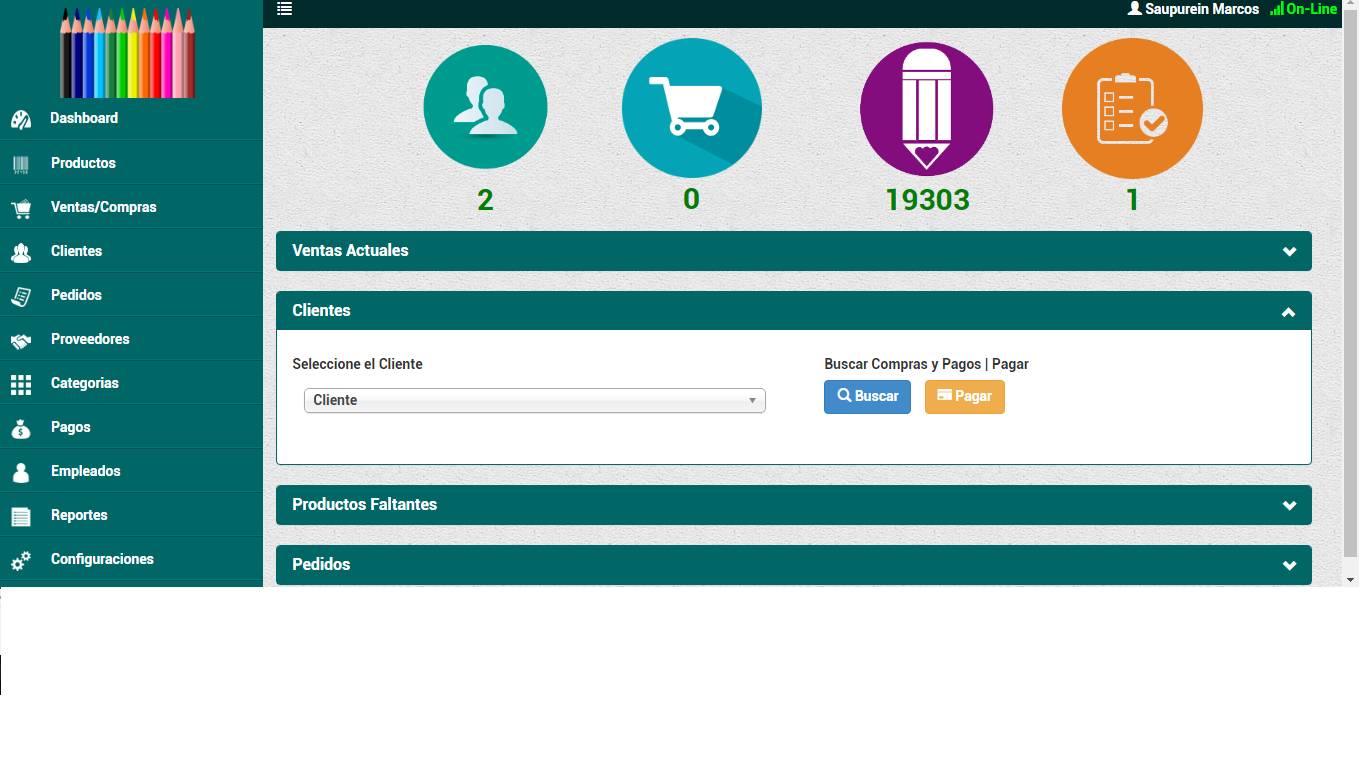 Saupurein Marcos On-Line
Dashboard
Productos
Ventas/Compras
Clientes
Pedidos
Proveedores
Categorias
Pagos
Empleados
Reportes
Configuraciones
2 0 19303 1
Ventas Actuales
Clientes
Seleccione el Cliente
Cliente
Buscar Compras y Pagos | Pagar
Buscar Pagar
Productos Faltantes
Pedidos